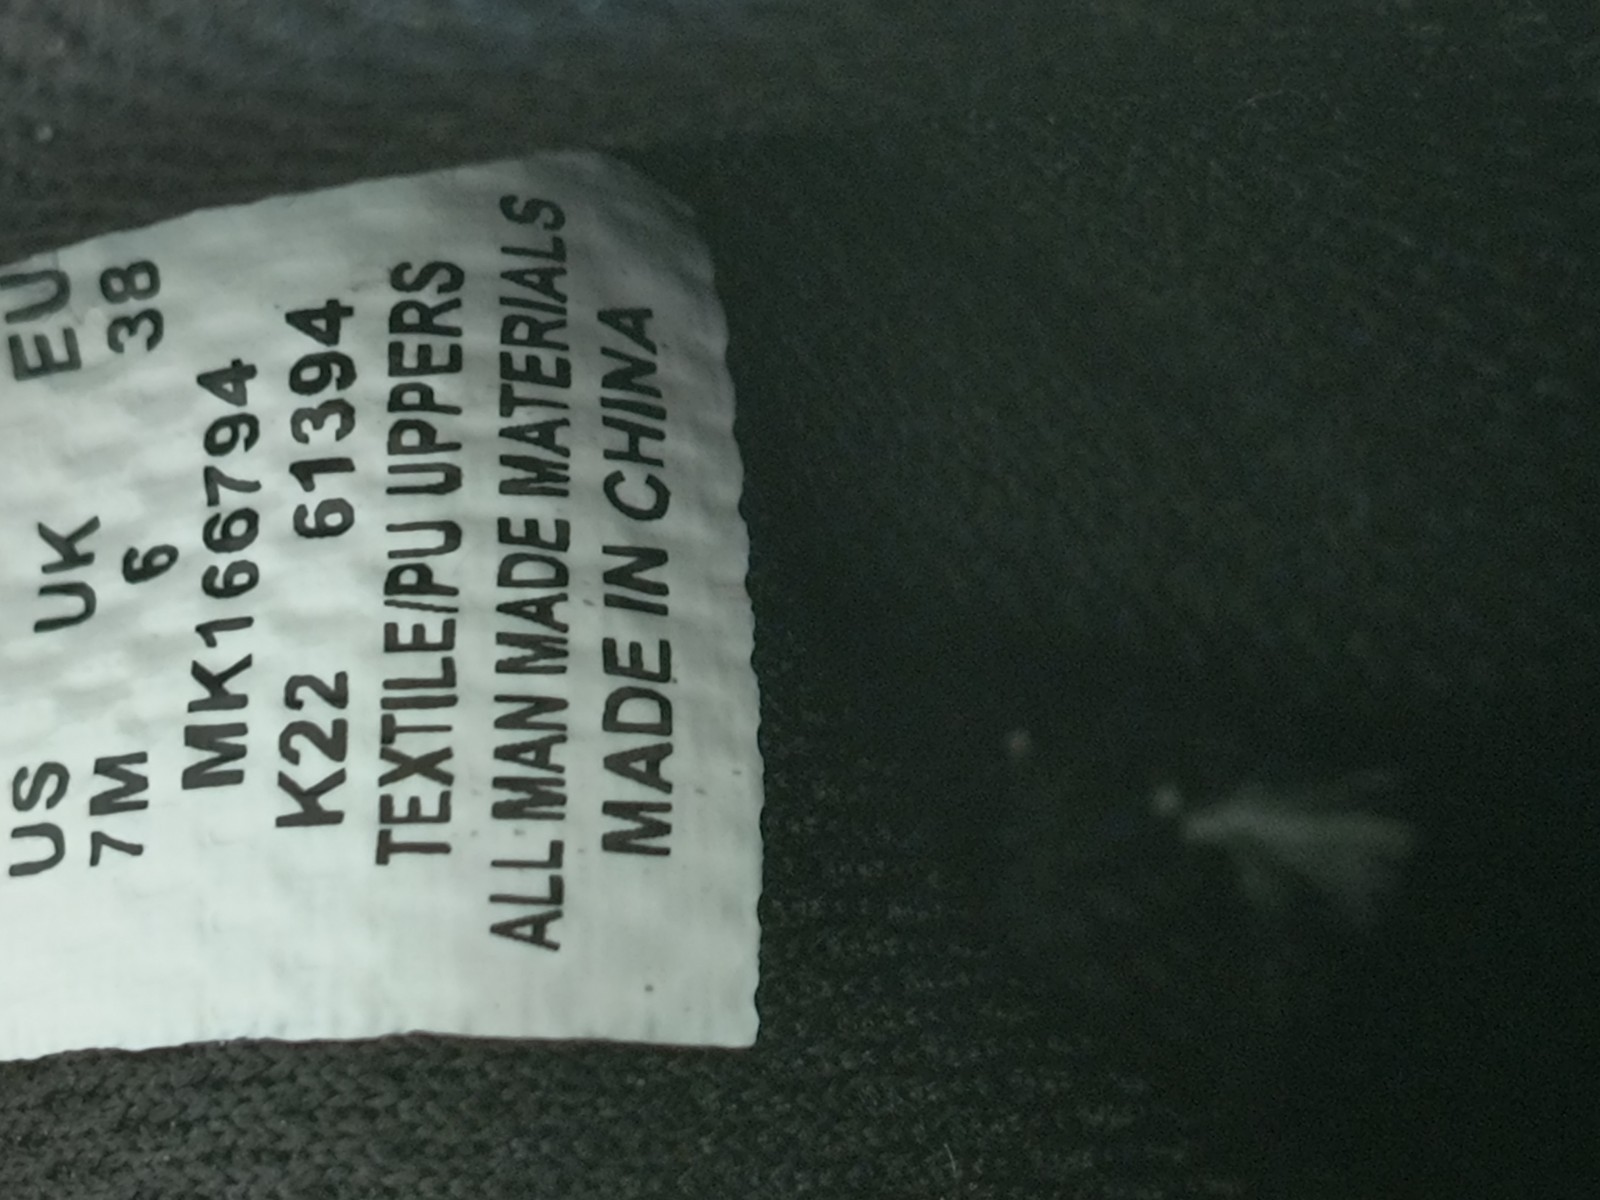 US UK EU
7M 6 38
MK166794
K22 61394
TEXTILE/PU UPPERS
ALL MAN MADE MATERIALS
MADE IN CHINA